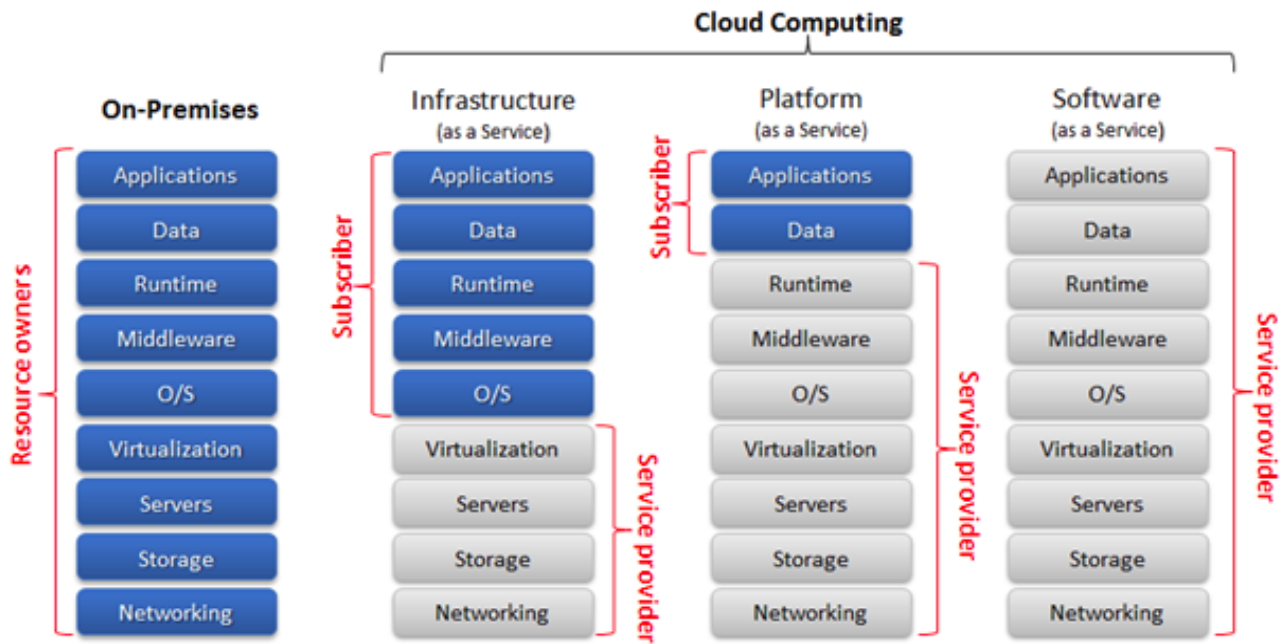 Cloud Computing
On-Premises
Infrastructure
(as a Service)
Platform
(as a Service)
Software
(as a Service)
Resource owners
Applications
Data
Runtime
Middleware
O/S
Virtualization
Servers
Storage
Networking
Subscriber
Applications
Data
Runtime
Middleware
O/S
Virtualization
Servers
Storage
Networking
Service provider
Subscriber
Applications
Data
Runtime
Middleware
O/S
Virtualization
Servers
Storage
Networking
Service provider
Applications
Data
Runtime
Middleware
O/S
Virtualization
Servers
Storage
Networking
Service provider